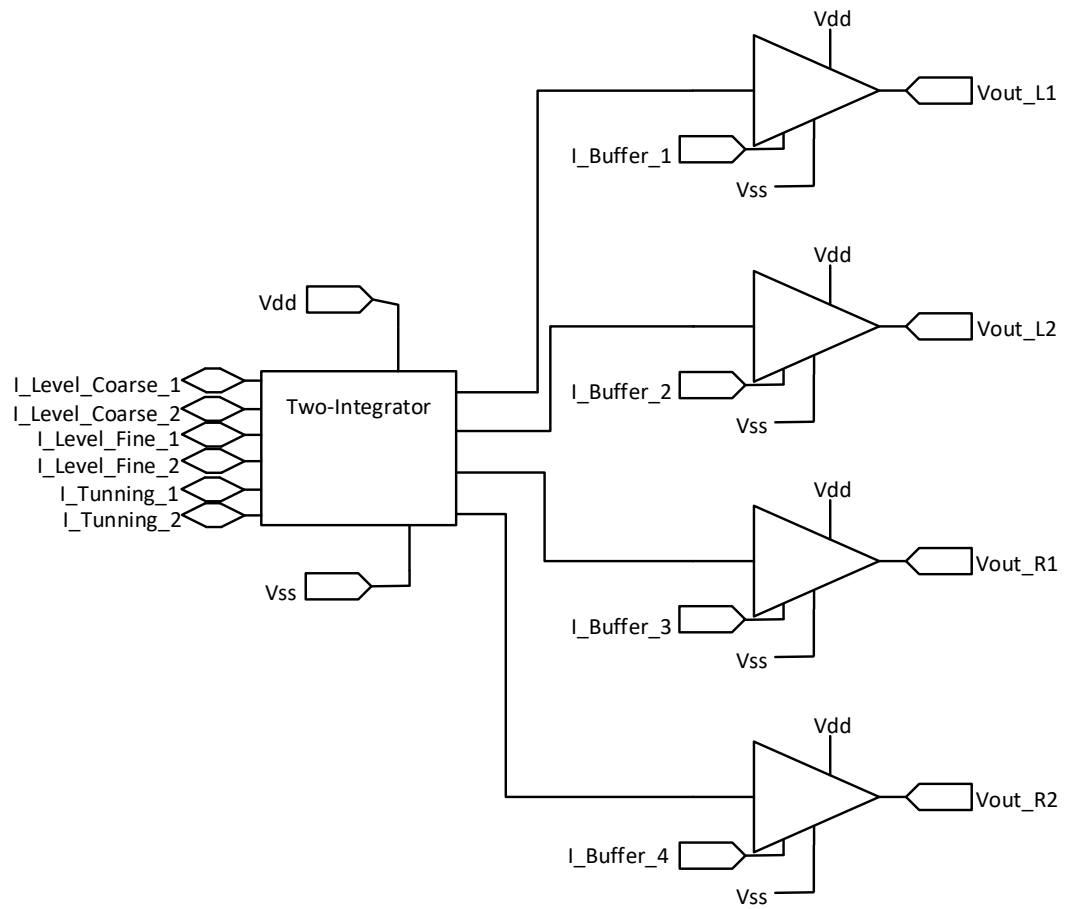 Vdd
Vout_L1
I_Buffer_1
Vss
Vdd
Vout_L2
I_Buffer_2
Vss
Vdd
I_Level_Coarse_1
I_Level_Coarse_2
I_Level_Fine_1
I_Level_Fine_2
I_Tunning_1
I_Tunning_2
Two-Integrator
Vss
Vdd
Vout_R1
I_Buffer_3
Vss
Vdd
Vout_R2
I_Buffer_4
Vss